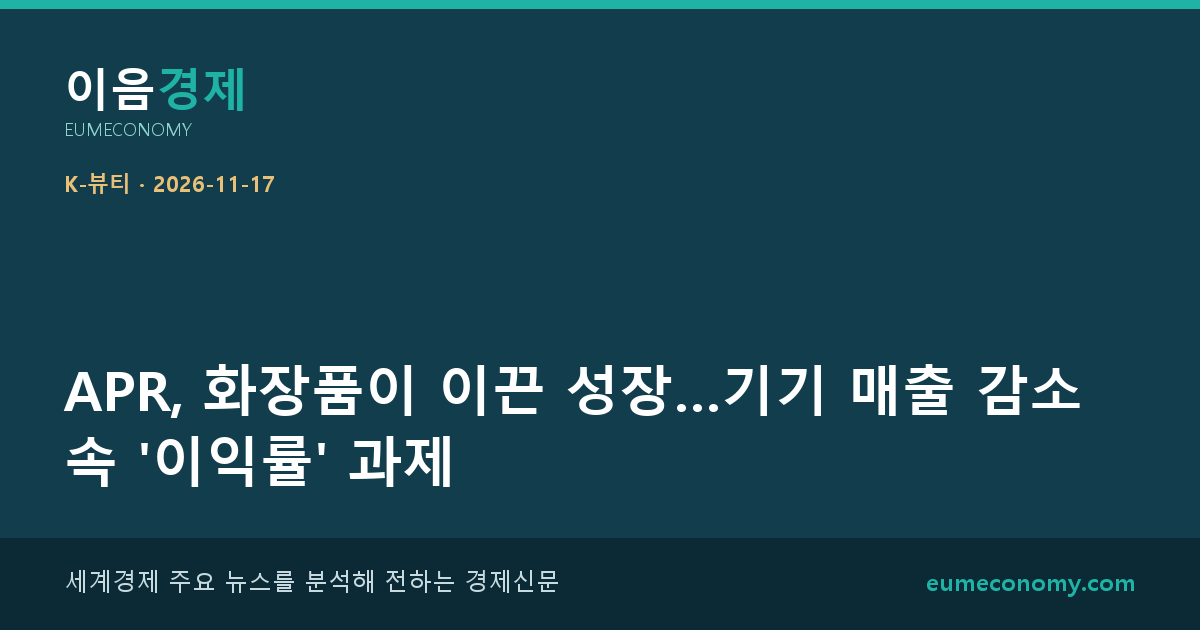 이음경제
EUMECONOMY
K-뷰티 · 2026-11-17
APR, 화장품이 이끈 성장…기기 매출 감소
속 '이익률' 과제
세계경제 주요 뉴스를 분석해 전하는 경제신문
eumeconomy.com